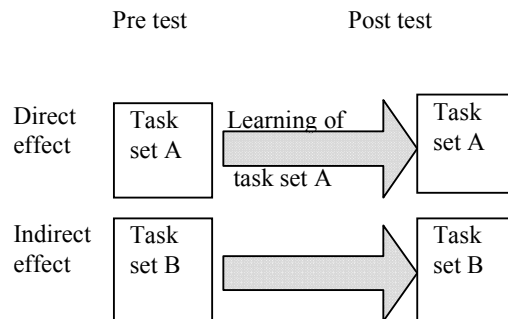 Pre test
Post test
Direct
effect
Task
set A
Learning of
task set A
Task
set A
Indirect
effect
Task
set B
Task
set B